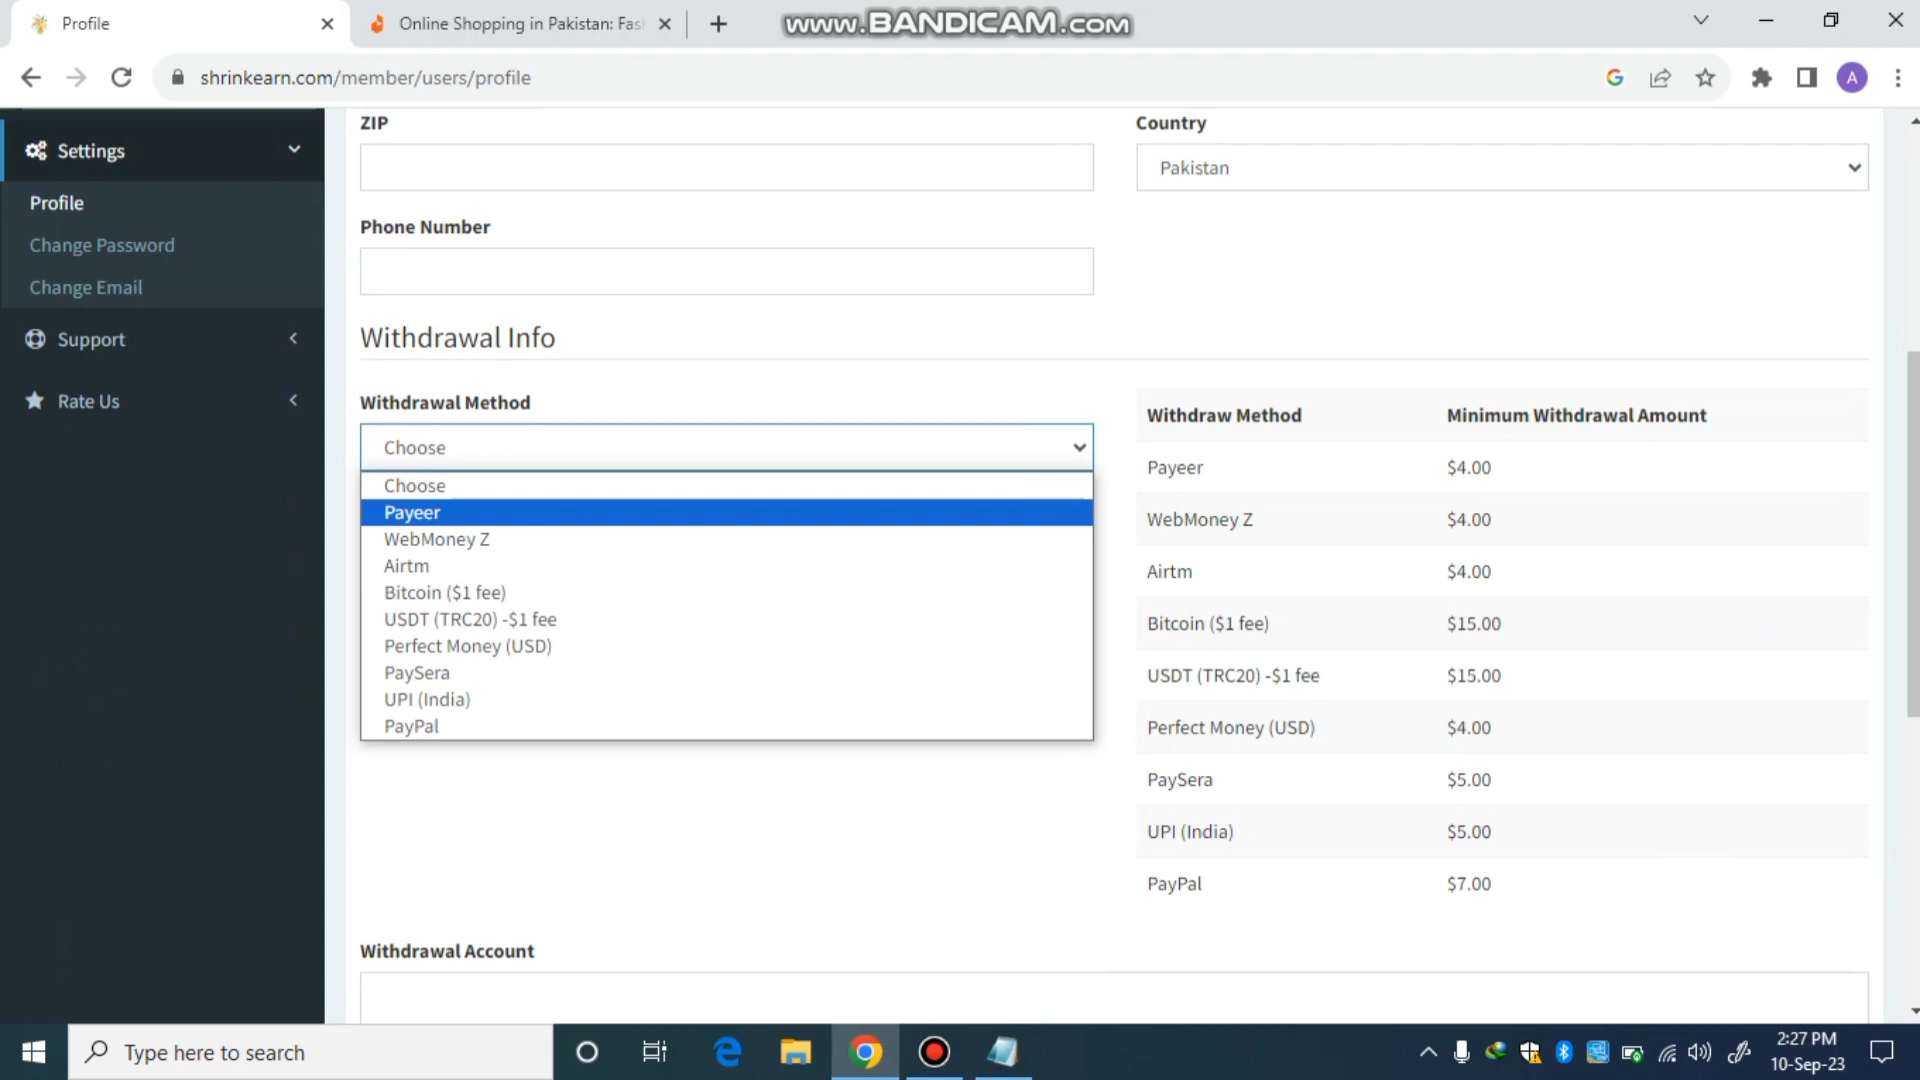 Profile
Online Shopping in Pakistan: Fas
www.BANDICAM.com
shrinkearn.com/member/users/profile
A
Settings
Profile
Change Password
Change Email
Support
Rate Us
ZIP
Country
Pakistan
Phone Number
Withdrawal Info
Withdrawal Method
Choose
Choose
Payeer
WebMoney Z
Airtm
Bitcoin ($1 fee)
USDT (TRC20) -$1 fee
Perfect Money (USD)
PaySera
UPI (India)
PayPal
Withdraw Method Minimum Withdrawal Amount
Payeer $4.00
WebMoney Z $4.00
Airtm $4.00
Bitcoin ($1 fee) $15.00
USDT (TRC20) -$1 fee $15.00
Perfect Money (USD) $4.00
PaySera $5.00
UPI (India) $5.00
PayPal $7.00
Withdrawal Account
Type here to search
2:27 PM
10-Sep-23